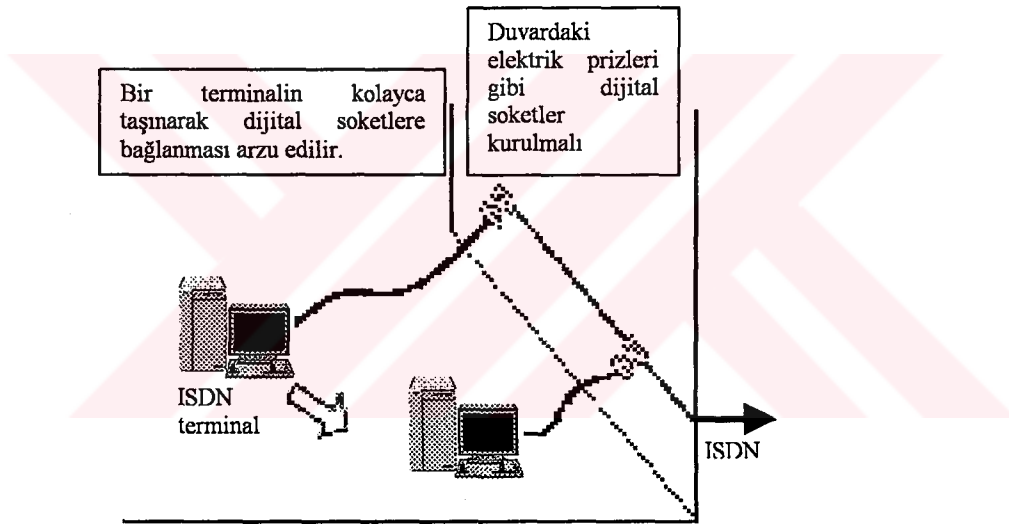 Duvardaki
elektrik prizleri
gibi dijital
soketler
kurulmalı
Bir terminalin kolayca
taşınarak dijital soketlere
bağlanması arzu edilir.
ISDN
terminal
ISDN